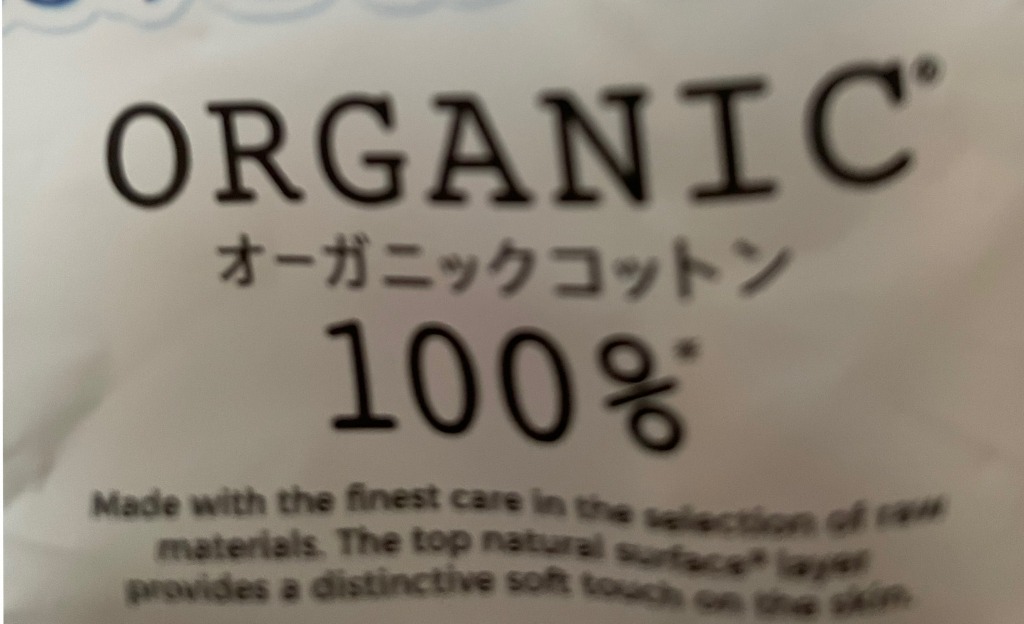 ORGANIC°
オーガニックコットン
100%*
Made with the finest care in the selection of raw
materials. The top natural surface* layer
provides a distinctive soft touch on the skin.